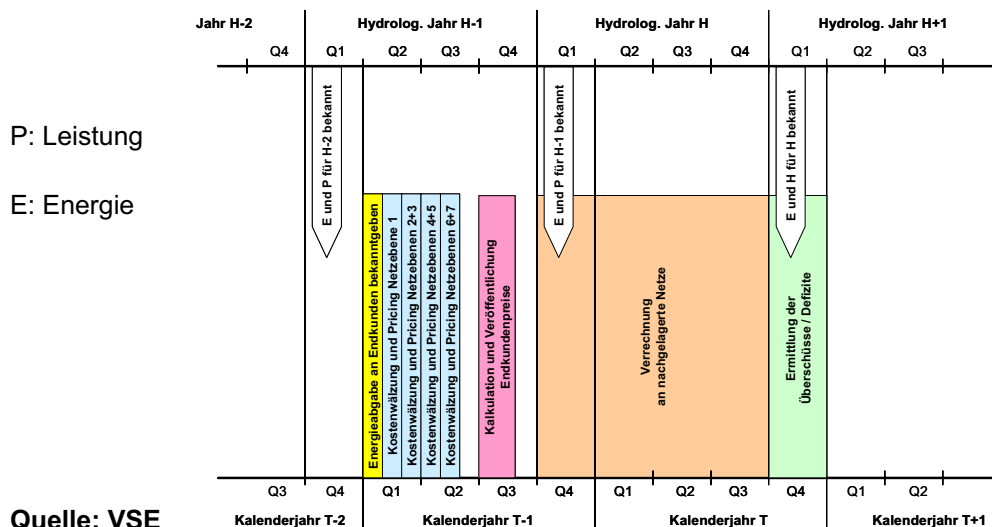 Jahr H-2 Hydrolog. Jahr H-1 Hydrolog. Jahr H Hydrolog. Jahr H+1
Q4 Q1 Q2 Q3 Q4 Q1 Q2 Q3 Q4 Q1 Q2 Q3
P: Leistung
E: Energie
E und P für H-2 bekannt
Energieabgabe an Endkunden bekanntgeben
Kostenwälzung und Pricing Netzebene 1
Kostenwälzung und Pricing Netzebenen 2+3
Kostenwälzung und Pricing Netzebenen 4+5
Kostenwälzung und Pricing Netzebenen 6+7
Kalkulation und Veröffentlichung
Endkundenpreise
E und P für H-1 bekannt
Verrechnung
an nachgelagerte Netze
E und H für H bekannt
Ermittlung der
Überschüsse / Defizite
Q3 Q4 Q1 Q2 Q3 Q4 Q1 Q2 Q3 Q4 Q1 Q2
Quelle: VSE
Kalenderjahr T-2 Kalenderjahr T-1 Kalenderjahr T Kalenderjahr T+1